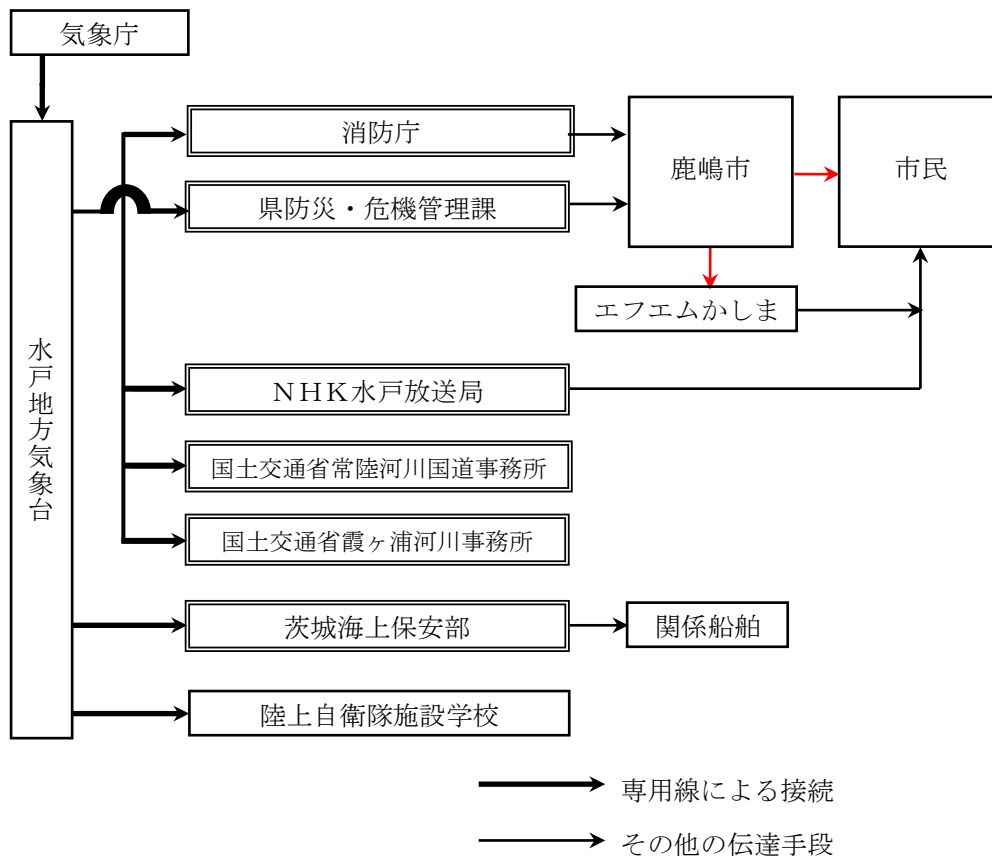 気象庁
水戸地方気象台
消防庁
県防災・危機管理課
鹿嶋市
市民
エフエムかしま
ＮＨＫ水戸放送局
国土交通省常陸河川国道事務所
国土交通省霞ヶ浦河川事務所
茨城海上保安部
関係船舶
陸上自衛隊施設学校
専用線による接続
その他の伝達手段